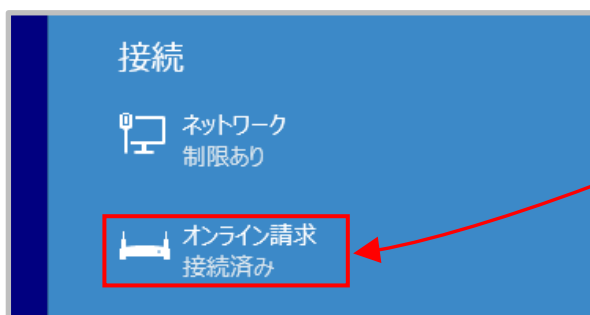 接続
ネットワーク
制限あり
オンライン請求
接続済み